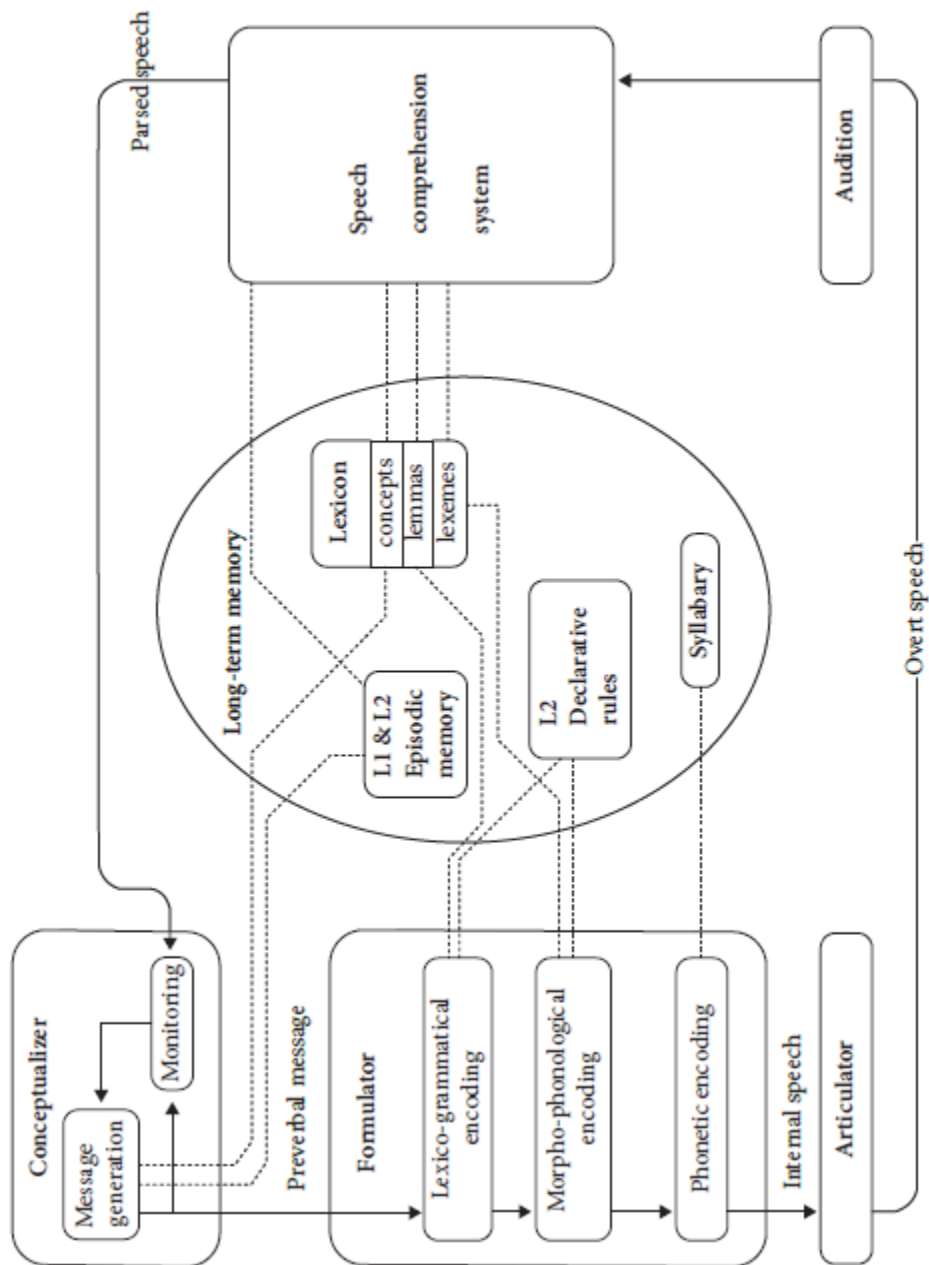 Conceptualizer
Message
generation
Monitoring
Parsed speech
Preverbal message
Formulator
Lexico-grammatical
encoding
Morpho-phonological
encoding
Phonetic encoding
Internal speech
Articulator
Long-term memory
L1 & L2
Episodic
memory
Lexicon
concepts
lemmas
lexemes
L2
Declarative
rules
Syllabary
Speech
comprehension
system
Audition
Overt speech